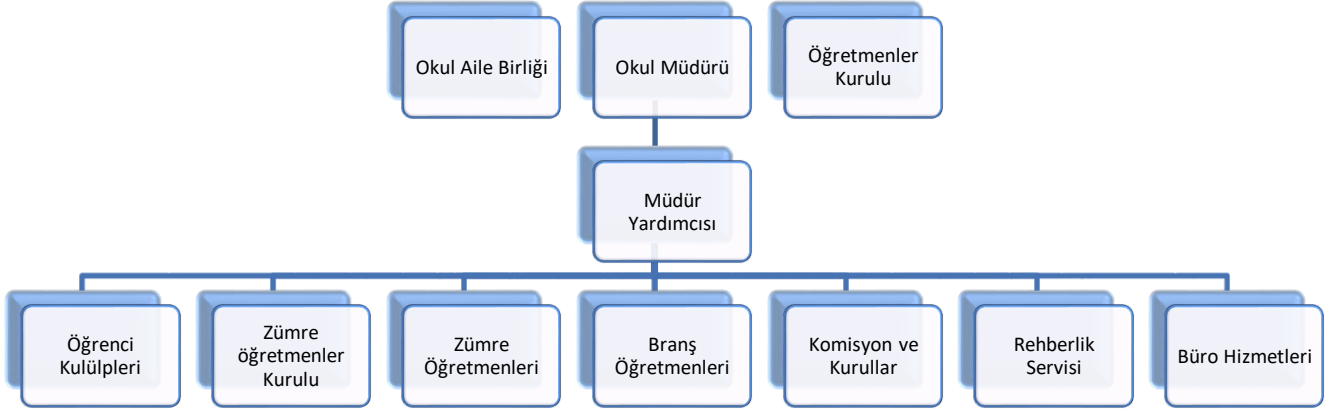 Okul Aile Birliği
Okul Müdürü
Öğretmenler
Kurulu
Müdür
Yardımcısı
Öğrenci
Kulülpleri
Zümre
öğretmenler
Kurulu
Zümre
Öğretmenleri
Branş
Öğretmenleri
Komisyon ve
Kurullar
Rehberlik
Servisi
Büro Hizmetleri